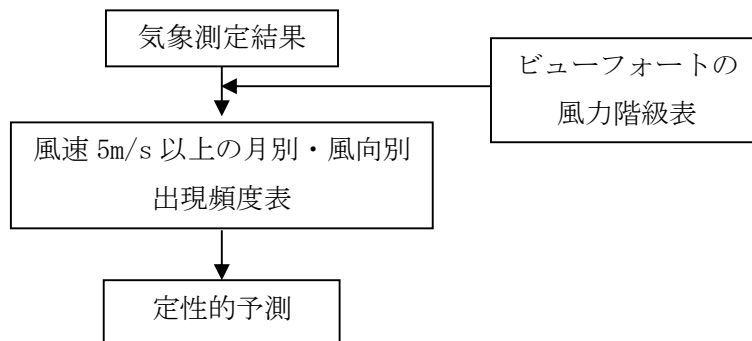 気象測定結果
ビューフォートの
風力階級表
風速 5m/s 以上の月別・風向別
出現頻度表
定性的予測